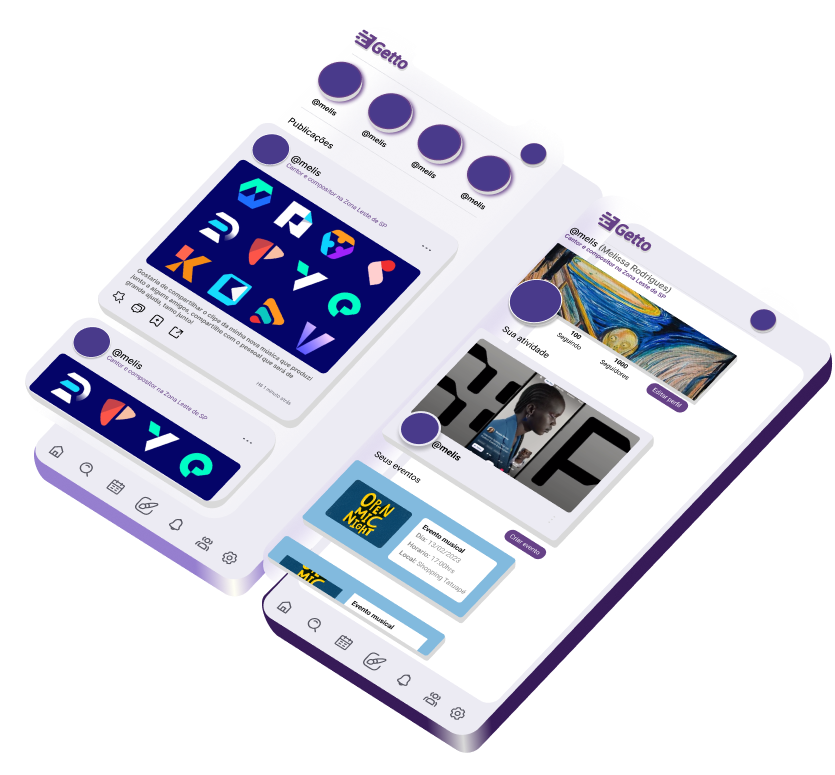 Getto
@melis
@melis
@melis
@melis
Publicações
@melis
Cantor e compositor na Zona Leste de SP
Gostaria de compartilhar o clipe da minha nova música que produzi
junto a alguns amigos, compartilhe com o pessoal que será de
grande ajuda, tamo junto!
Há 1 minuto atrás
@melis
Cantor e compositor na Zona Leste de SP
Getto
@melis (Melissa Rodrigues)
Cantor e compositor na Zona Leste de SP
100
Seguindo
1000
Seguidores
Editar perfil
Sua atividade
@melis
Seus eventos
Criar evento
OPEN
MIC
NIGHT
Evento musical
Dia: 13/02/2023
Horario: 17:00hrs
Local: Shopping Tatuapé
MIC
Evento musical